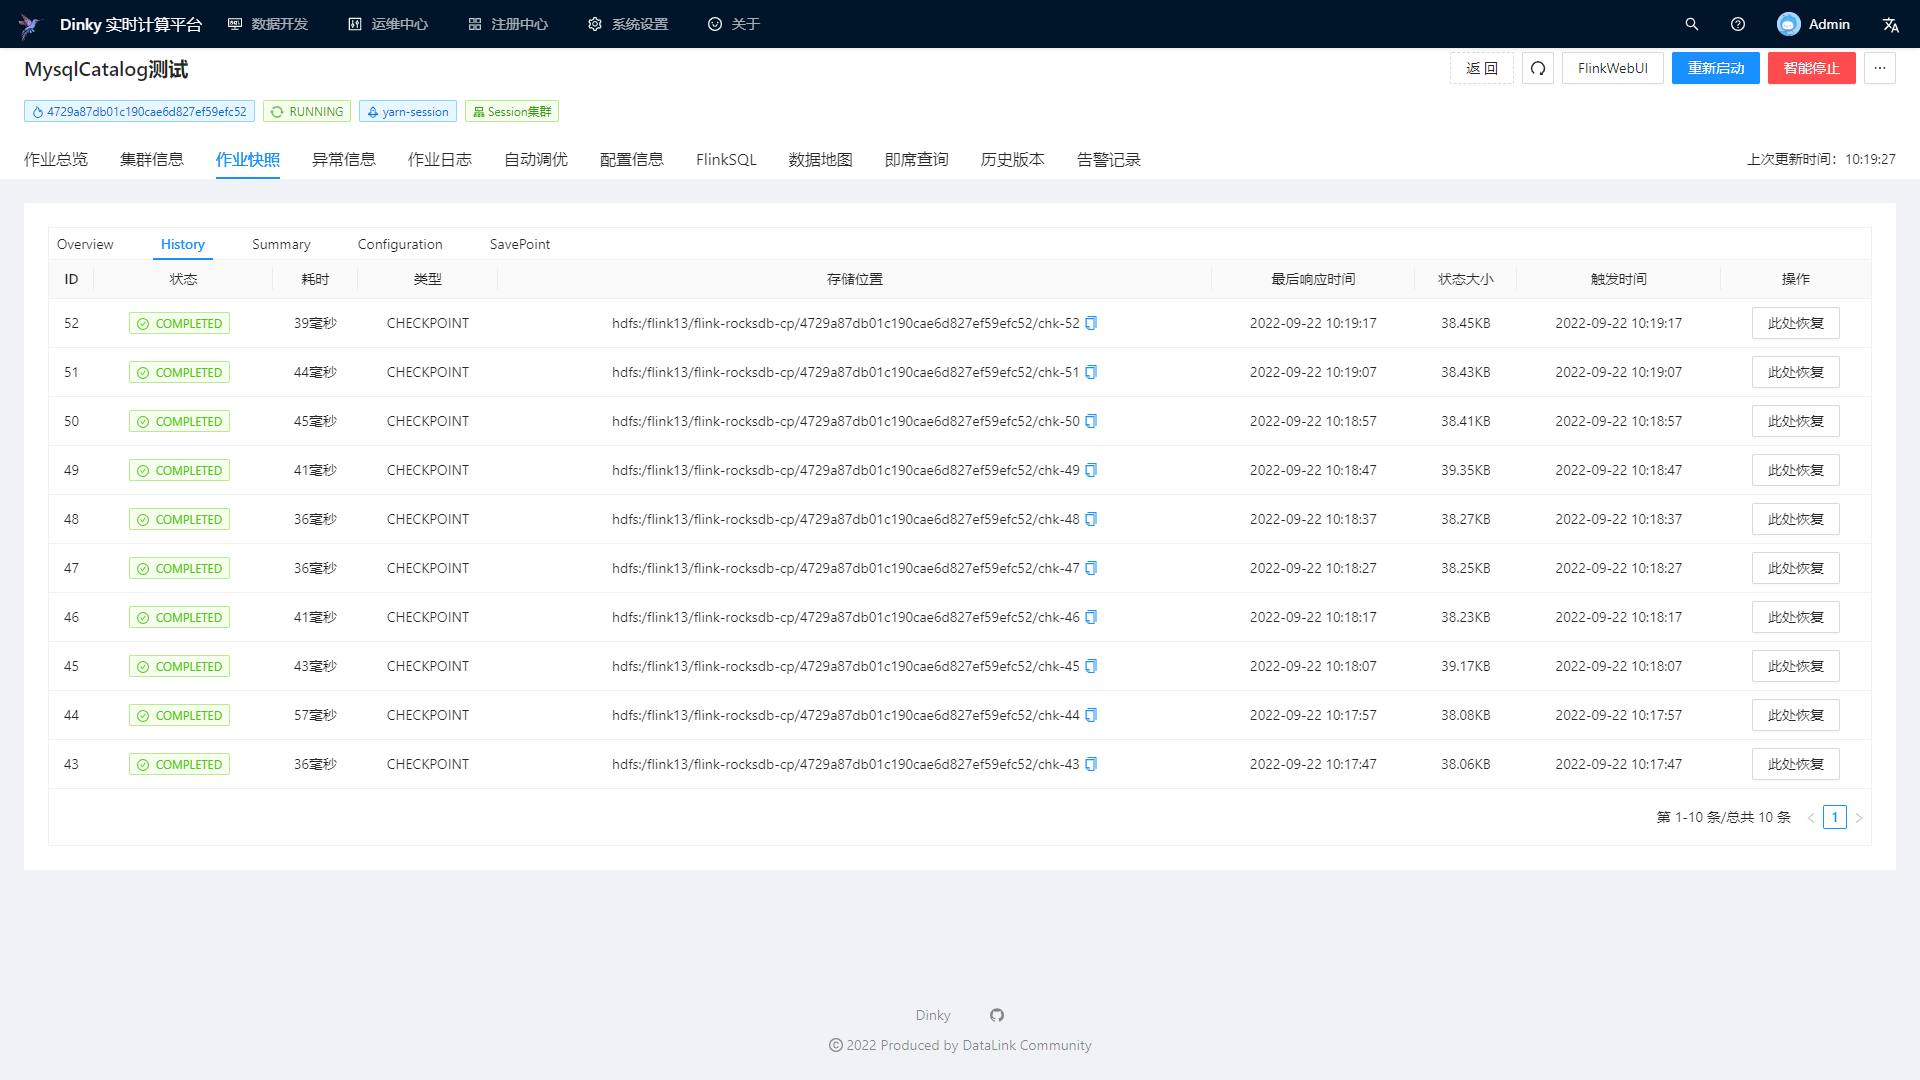 Dinky 实时计算平台 数据开发 运维中心 注册中心 系统设置 关于 Admin
MysqlCatalog测试 返 回 FlinkWebUI 重新启动 智能停止 ···
4729a87db01c190cae6d827ef59efc52 RUNNING yarn-session Session集群
作业总览 集群信息 作业快照 异常信息 作业日志 自动调优 配置信息 FlinkSQL 数据地图 即席查询 历史版本 告警记录 上次更新时间：10:19:27
Overview History Summary Configuration SavePoint
ID 状态 耗时 类型 存储位置 最后响应时间 状态大小 触发时间 操作
52 COMPLETED 39毫秒 CHECKPOINT hdfs:/flink13/flink-rocksdb-cp/4729a87db01c190cae6d827ef59efc52/chk-52 2022-09-22 10:19:17 38.45KB 2022-09-22 10:19:17 此处恢复
51 COMPLETED 44毫秒 CHECKPOINT hdfs:/flink13/flink-rocksdb-cp/4729a87db01c190cae6d827ef59efc52/chk-51 2022-09-22 10:19:07 38.43KB 2022-09-22 10:19:07 此处恢复
50 COMPLETED 45毫秒 CHECKPOINT hdfs:/flink13/flink-rocksdb-cp/4729a87db01c190cae6d827ef59efc52/chk-50 2022-09-22 10:18:57 38.41KB 2022-09-22 10:18:57 此处恢复
49 COMPLETED 41毫秒 CHECKPOINT hdfs:/flink13/flink-rocksdb-cp/4729a87db01c190cae6d827ef59efc52/chk-49 2022-09-22 10:18:47 39.35KB 2022-09-22 10:18:47 此处恢复
48 COMPLETED 36毫秒 CHECKPOINT hdfs:/flink13/flink-rocksdb-cp/4729a87db01c190cae6d827ef59efc52/chk-48 2022-09-22 10:18:37 38.27KB 2022-09-22 10:18:37 此处恢复
47 COMPLETED 36毫秒 CHECKPOINT hdfs:/flink13/flink-rocksdb-cp/4729a87db01c190cae6d827ef59efc52/chk-47 2022-09-22 10:18:27 38.25KB 2022-09-22 10:18:27 此处恢复
46 COMPLETED 41毫秒 CHECKPOINT hdfs:/flink13/flink-rocksdb-cp/4729a87db01c190cae6d827ef59efc52/chk-46 2022-09-22 10:18:17 38.23KB 2022-09-22 10:18:17 此处恢复
45 COMPLETED 43毫秒 CHECKPOINT hdfs:/flink13/flink-rocksdb-cp/4729a87db01c190cae6d827ef59efc52/chk-45 2022-09-22 10:18:07 39.17KB 2022-09-22 10:18:07 此处恢复
44 COMPLETED 57毫秒 CHECKPOINT hdfs:/flink13/flink-rocksdb-cp/4729a87db01c190cae6d827ef59efc52/chk-44 2022-09-22 10:17:57 38.08KB 2022-09-22 10:17:57 此处恢复
43 COMPLETED 36毫秒 CHECKPOINT hdfs:/flink13/flink-rocksdb-cp/4729a87db01c190cae6d827ef59efc52/chk-43 2022-09-22 10:17:47 38.06KB 2022-09-22 10:17:47 此处恢复
第 1-10 条/总共 10 条 < 1 >
Dinky
© 2022 Produced by DataLink Community